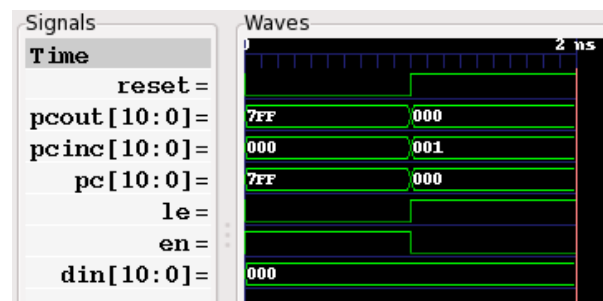 Signals
Waves
Time
0
2 ns
reset=
pcout[10:0]=
7FF
000
pcinc[10:0]=
000
001
pc[10:0]=
7FF
000
le=
en=
din[10:0]=
000